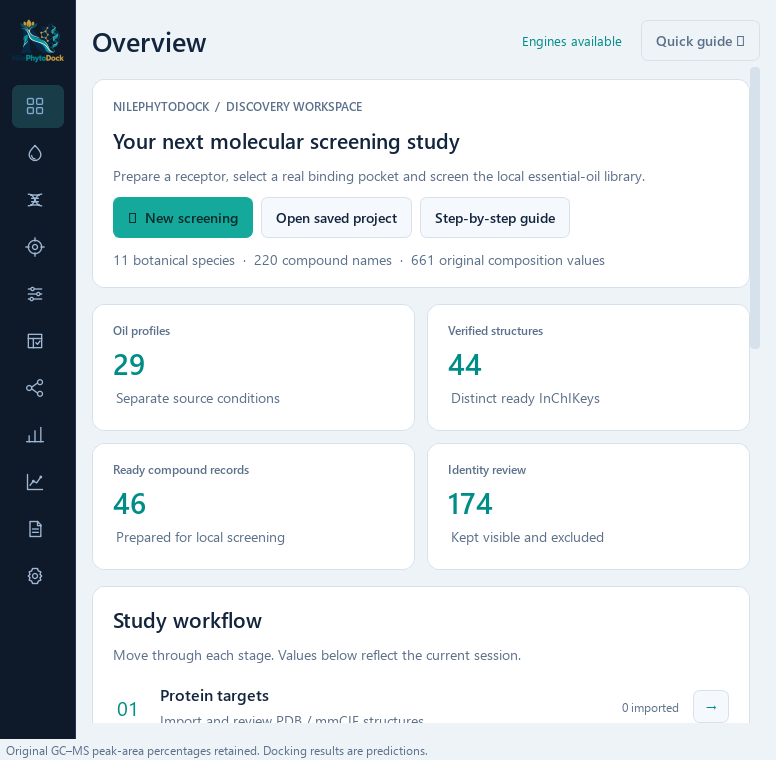 NilePhytoDock
Overview
Engines available
Quick guide
NILEPHYTODOCK / DISCOVERY WORKSPACE
Your next molecular screening study
Prepare a receptor, select a real binding pocket and screen the local essential-oil library.
New screening
Open saved project
Step-by-step guide
11 botanical species · 220 compound names · 661 original composition values
Oil profiles
29
Separate source conditions
Verified structures
44
Distinct ready InChIKeys
Ready compound records
46
Prepared for local screening
Identity review
174
Kept visible and excluded
Study workflow
Move through each stage. Values below reflect the current session.
01
Protein targets
Import and review PDB / mmCIF structures
0 imported
→
Original GC–MS peak-area percentages retained. Docking results are predictions.